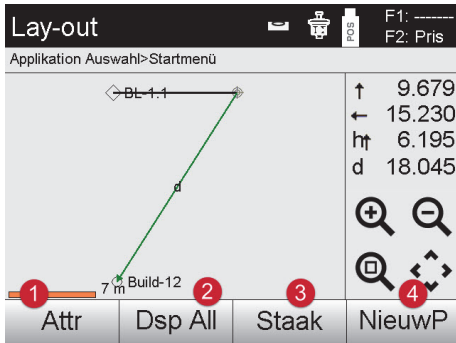 Lay-out
POS
F1: -------
F2: Pris
Applikation Auswahl>Startmenü
BL-1.1
d
Build-12
7 m
↑ 9.679
← 15.230
h↑ 6.195
d 18.045
1
2
3
4
Attr
Dsp All
Staak
NieuwP